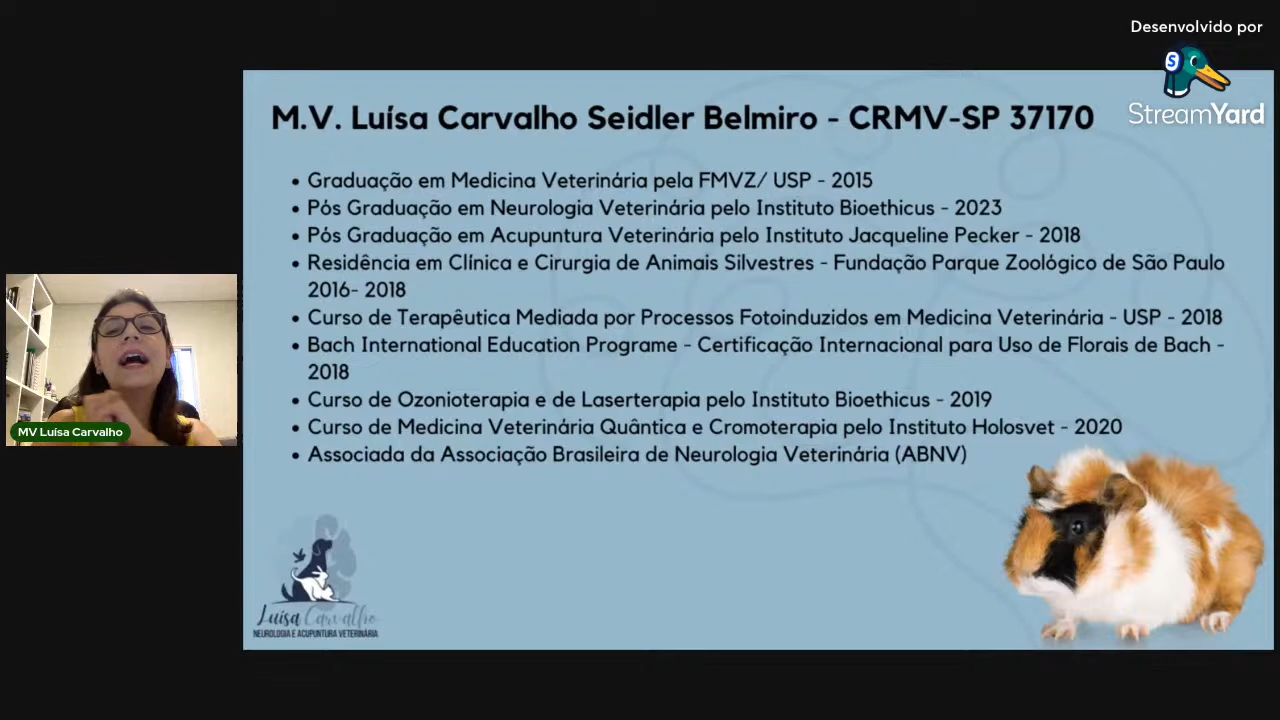 Desenvolvido por
S
StreamYard
M.V. Luísa Carvalho Seidler Belmiro - CRMV-SP 37170
• Graduação em Medicina Veterinária pela FMVZ/ USP - 2015
• Pós Graduação em Neurologia Veterinária pelo Instituto Bioethicus - 2023
• Pós Graduação em Acupuntura Veterinária pelo Instituto Jacqueline Pecker - 2018
• Residência em Clínica e Cirurgia de Animais Silvestres - Fundação Parque Zoológico de São Paulo
2016- 2018
• Curso de Terapêutica Mediada por Processos Fotoinduzidos em Medicina Veterinária - USP - 2018
• Bach International Education Programe - Certificação Internacional para Uso de Florais de Bach -
2018
• Curso de Ozonioterapia e de Laserterapia pelo Instituto Bioethicus - 2019
• Curso de Medicina Veterinária Quântica e Cromoterapia pelo Instituto Holosvet - 2020
• Associada da Associação Brasileira de Neurologia Veterinária (ABNV)
MV Luísa Carvalho
Luísa Carvalho
NEUROLOGIA E ACUPUNTURA VETERINÁRIA